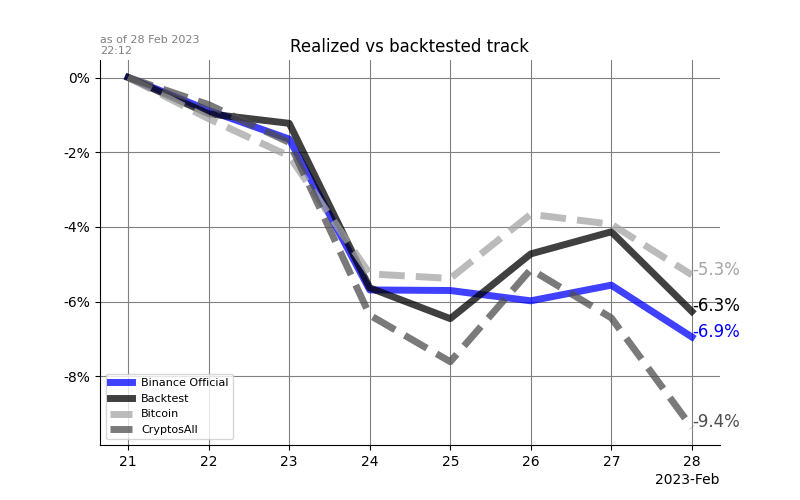 as of 28 Feb 2023
22:12
Realized vs backtested track
0%
-2%
-4%
-6%
-8%
-5.3%
-6.3%
-6.9%
-9.4%
Binance Official
Backtest
Bitcoin
CryptosAll
21 22 23 24 25 26 27 28
2023-Feb